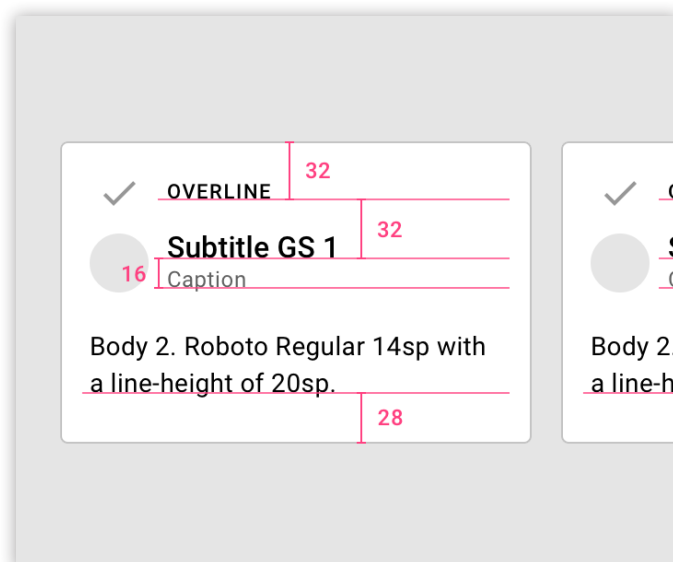 32
OVERLINE
32
Subtitle GS 1
16
Caption
Body 2. Roboto Regular 14sp with
a line-height of 20sp.
28
Body 2.
a line-h